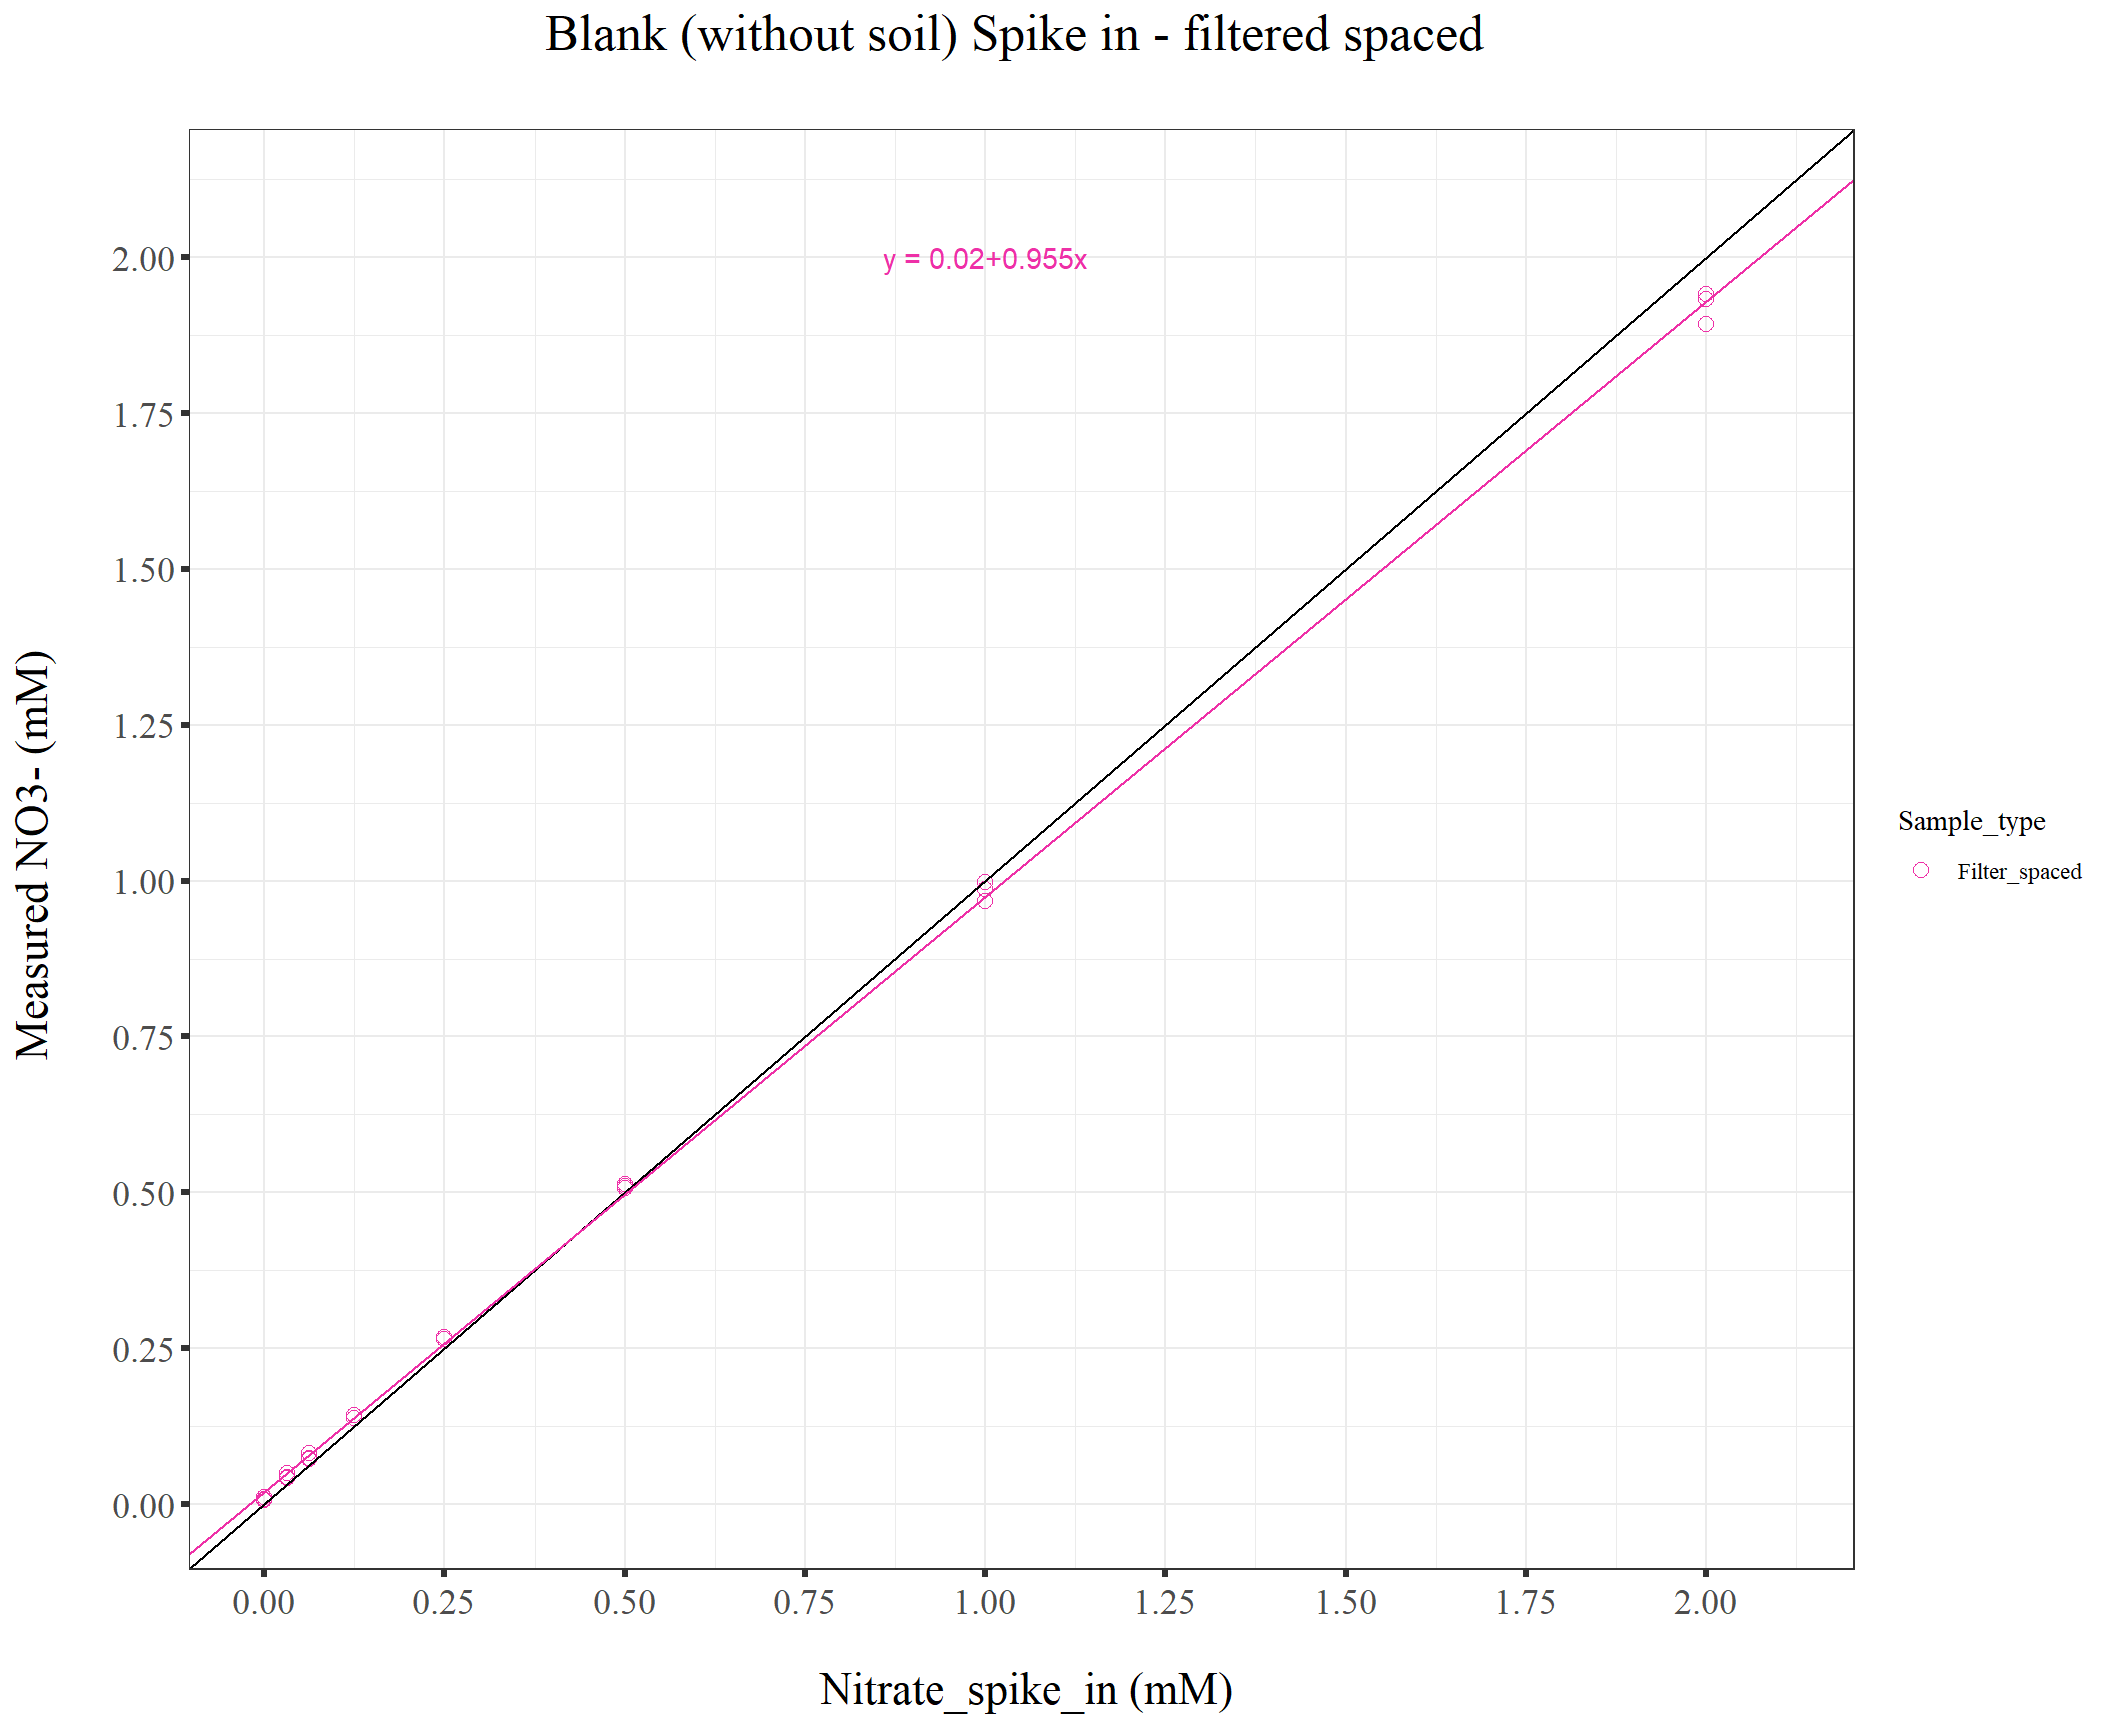 Blank (without soil) Spike in - filtered spaced
y = 0.02+0.955x
2.00
1.75
1.50
1.25
1.00
0.75
0.50
0.25
0.00
Measured NO3- (mM)
0.00 0.25 0.50 0.75 1.00 1.25 1.50 1.75 2.00
Nitrate_spike_in (mM)
Sample_type
Filter_spaced